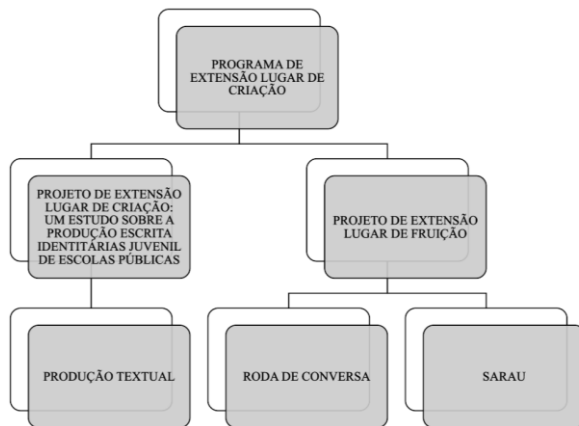 PROGRAMA DE
EXTENSÃO LUGAR DE
CRIAÇÃO
PROJETO DE EXTENSÃO
LUGAR DE CRIAÇÃO:
UM ESTUDO SOBRE A
PRODUÇÃO ESCRITA
IDENTITÁRIAS JUVENIL
DE ESCOLAS PÚBLICAS
PROJETO DE EXTENSÃO
LUGAR DE FRUIÇÃO
PRODUÇÃO TEXTUAL
RODA DE CONVERSA
SARAU